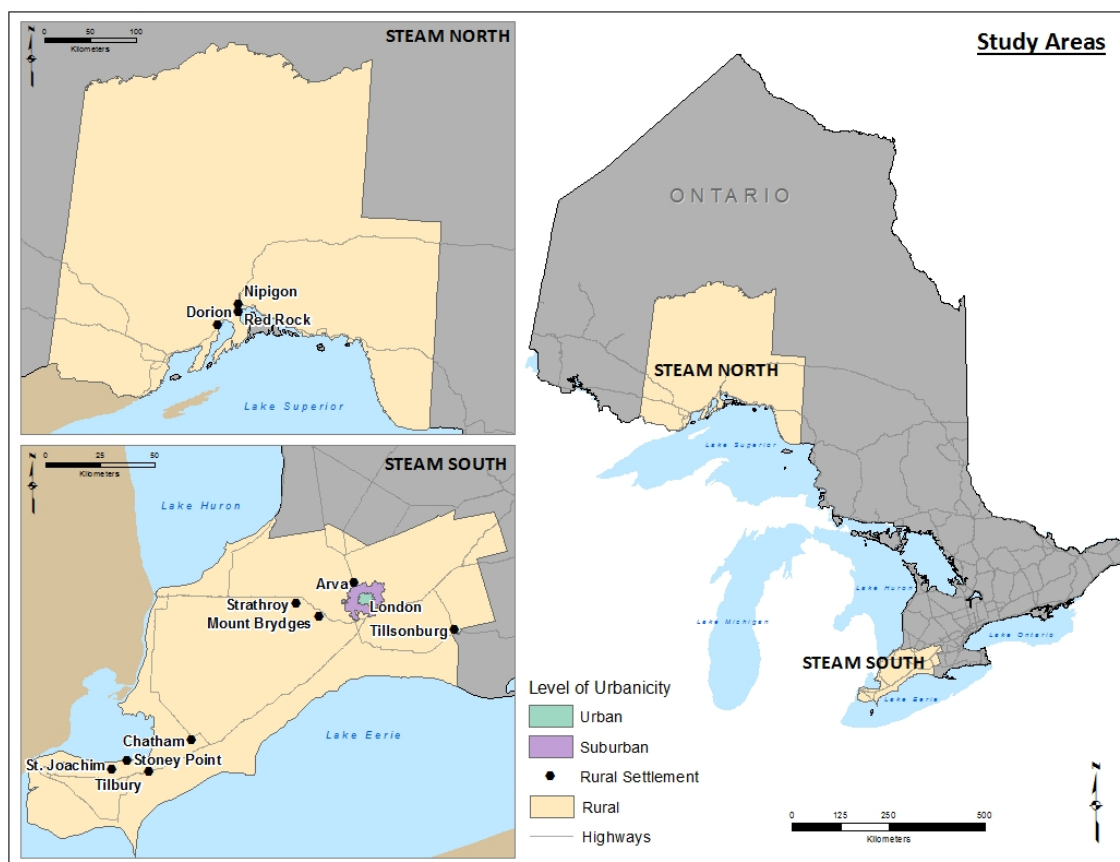 Study Areas
N
0 50 100
Kilometers
STEAM NORTH
Nipigon
Dorion
Red Rock
Lake Superior
N
0 25 50
Kilometers
STEAM SOUTH
Lake Huron
Arva
London
Strathroy
Mount Brydges
Tillsonburg
Lake Eerie
Chatham
Stoney Point
St. Joachim
Tilbury
ONTARIO
STEAM NORTH
Lake Superior
Lake Huron
Lake Michigan
Lake Ontario
STEAM SOUTH
Lake Eerie
Level of Urbanicity
Urban
Suburban
Rural Settlement
Rural
Highways
0 125 250 500
Kilometers
N